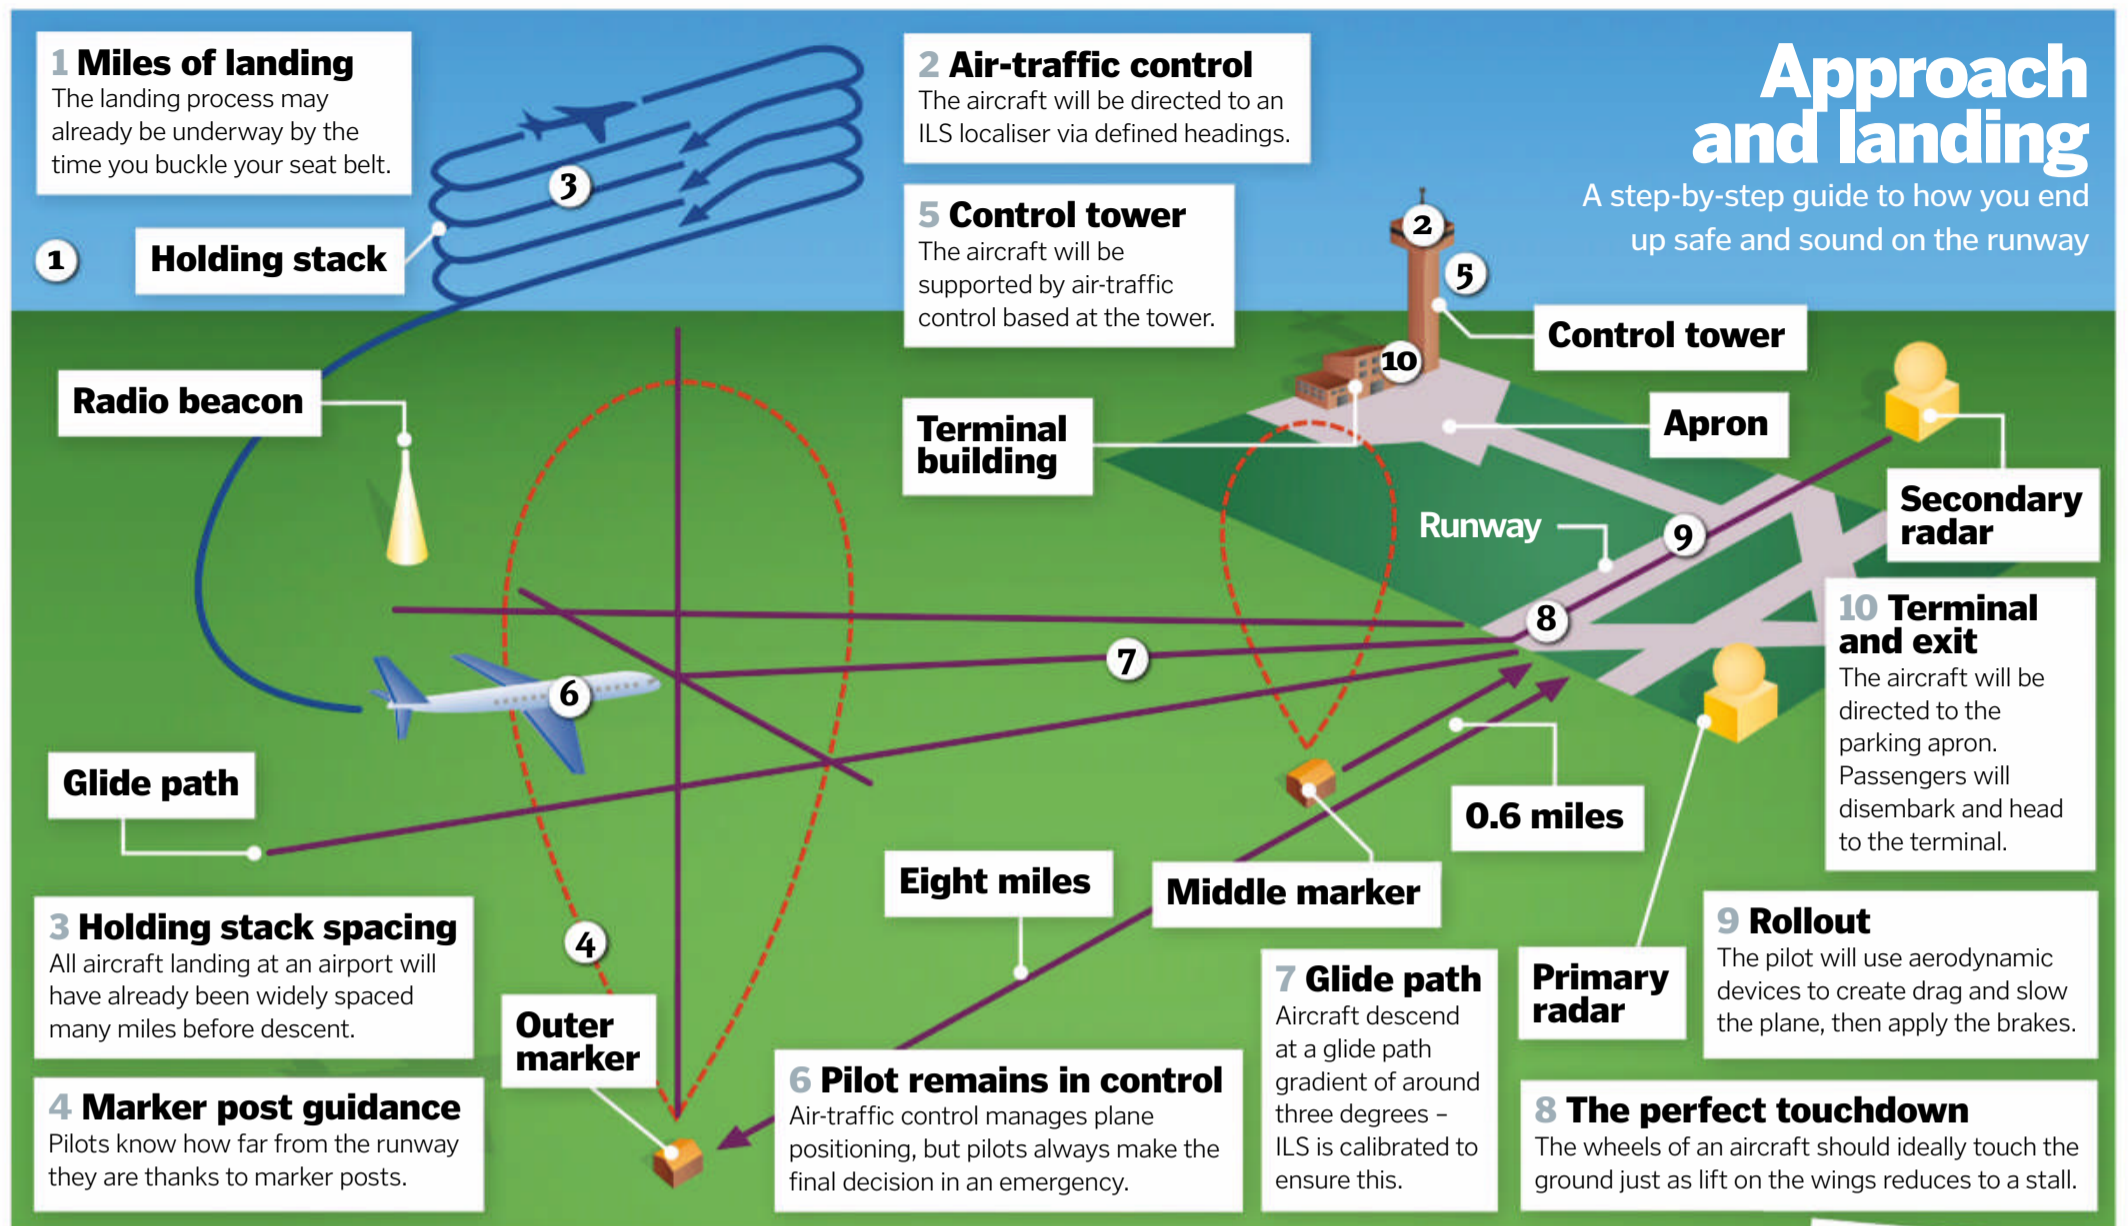 Approach
and landing
A step-by-step guide to how you end
up safe and sound on the runway
1 Miles of landing
The landing process may
already be underway by the
time you buckle your seat belt.
2 Air-traffic control
The aircraft will be directed to an
ILS localiser via defined headings.
5 Control tower
The aircraft will be
supported by air-traffic
control based at the tower.
3
1
Holding stack
2
5
Control tower
10
Radio beacon
Terminal
building
Apron
Secondary
radar
Runway
9
8
7
6
10 Terminal
and exit
The aircraft will be
directed to the
parking apron.
Passengers will
disembark and head
to the terminal.
Glide path
0.6 miles
Eight miles
Middle marker
4
3 Holding stack spacing
All aircraft landing at an airport will
have already been widely spaced
many miles before descent.
Outer
marker
7 Glide path
Aircraft descend
at a glide path
gradient of around
three degrees –
ILS is calibrated to
ensure this.
Primary
radar
9 Rollout
The pilot will use aerodynamic
devices to create drag and slow
the plane, then apply the brakes.
4 Marker post guidance
Pilots know how far from the runway
they are thanks to marker posts.
6 Pilot remains in control
Air-traffic control manages plane
positioning, but pilots always make the
final decision in an emergency.
8 The perfect touchdown
The wheels of an aircraft should ideally touch the
ground just as lift on the wings reduces to a stall.